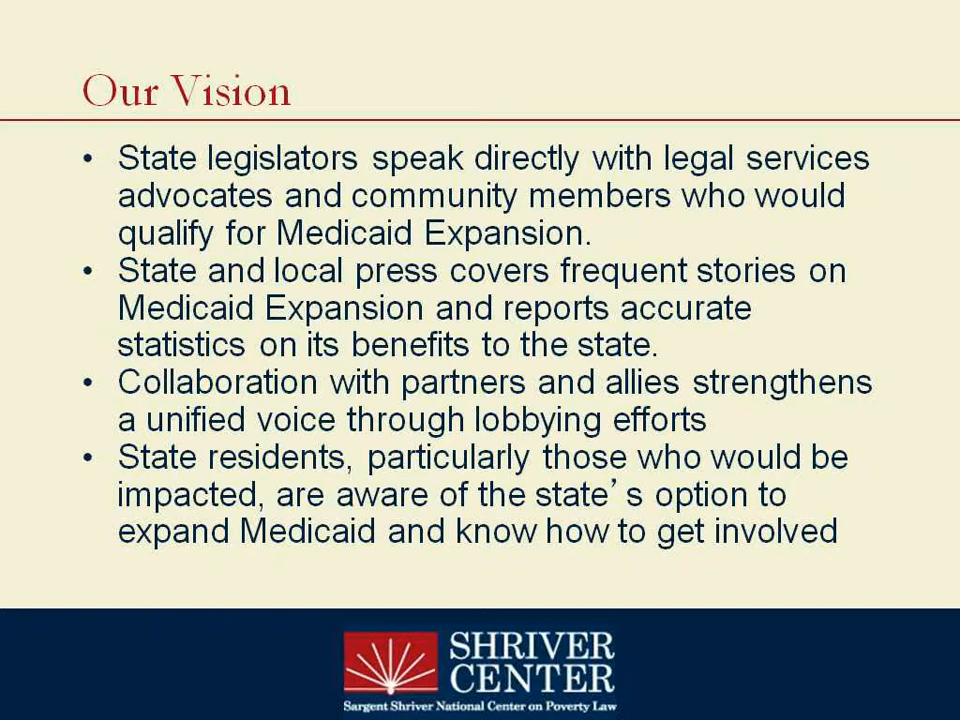 Our Vision
• State legislators speak directly with legal services
advocates and community members who would
qualify for Medicaid Expansion.
• State and local press covers frequent stories on
Medicaid Expansion and reports accurate
statistics on its benefits to the state.
• Collaboration with partners and allies strengthens
a unified voice through lobbying efforts
• State residents, particularly those who would be
impacted, are aware of the state’s option to
expand Medicaid and know how to get involved
SHRIVER
CENTER
Sargent Shriver National Center on Poverty Law